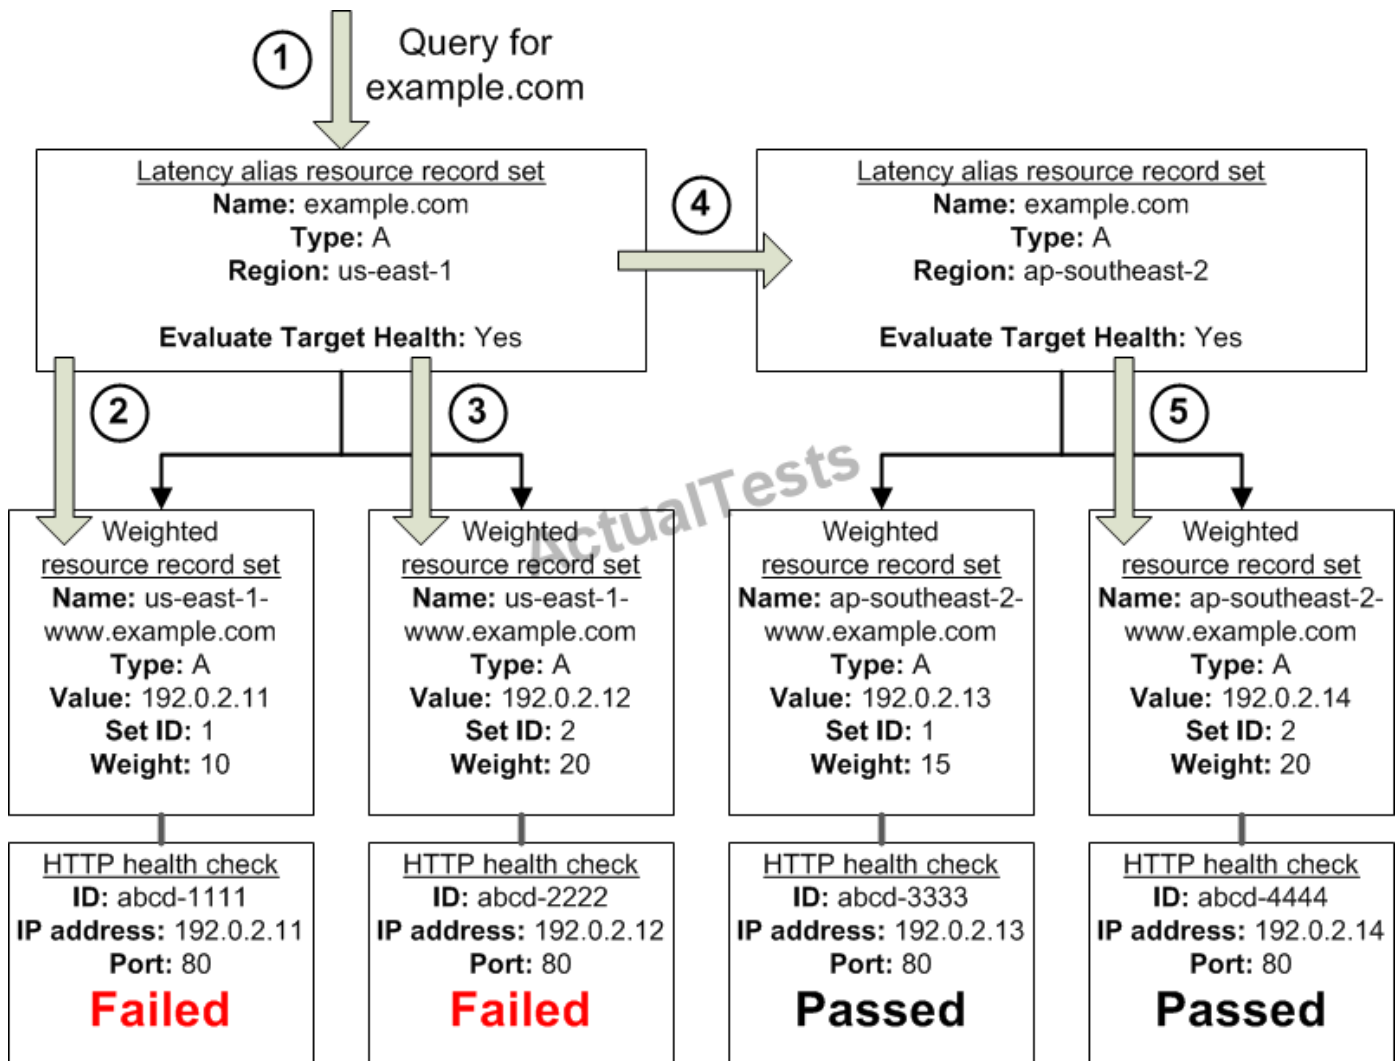 1
Query for
example.com
Latency alias resource record set
Name: example.com
Type: A
Region: us-east-1
Evaluate Target Health: Yes
4
Latency alias resource record set
Name: example.com
Type: A
Region: ap-southeast-2
Evaluate Target Health: Yes
2
3
5
ActualTests
Weighted
resource record set
Name: us-east-1-
www.example.com
Type: A
Value: 192.0.2.11
Set ID: 1
Weight: 10
Weighted
resource record set
Name: us-east-1-
www.example.com
Type: A
Value: 192.0.2.12
Set ID: 2
Weight: 20
Weighted
resource record set
Name: ap-southeast-2-
www.example.com
Type: A
Value: 192.0.2.13
Set ID: 1
Weight: 15
Weighted
resource record set
Name: ap-southeast-2-
www.example.com
Type: A
Value: 192.0.2.14
Set ID: 2
Weight: 20
HTTP health check
ID: abcd-1111
IP address: 192.0.2.11
Port: 80
Failed
HTTP health check
ID: abcd-2222
IP address: 192.0.2.12
Port: 80
Failed
HTTP health check
ID: abcd-3333
IP address: 192.0.2.13
Port: 80
Passed
HTTP health check
ID: abcd-4444
IP address: 192.0.2.14
Port: 80
Passed